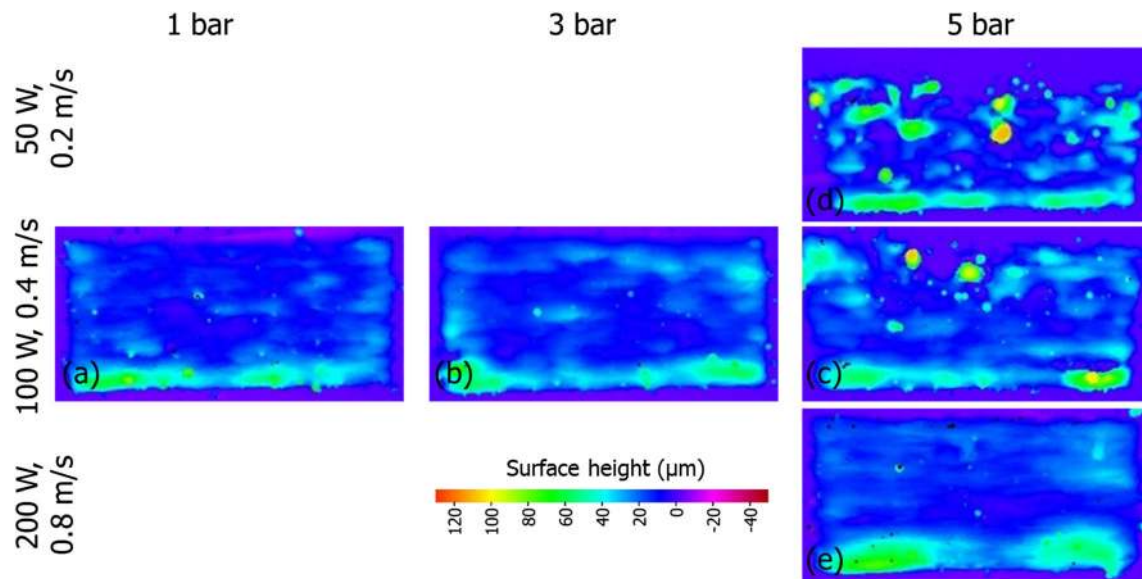 1 bar 3 bar 5 bar
50 W,
0.2 m/s
(d)
100 W, 0.4 m/s
(a) (b) (c)
200 W,
0.8 m/s
Surface height (µm)
120 100 80 60 40 20 0 -20 -40
(e)